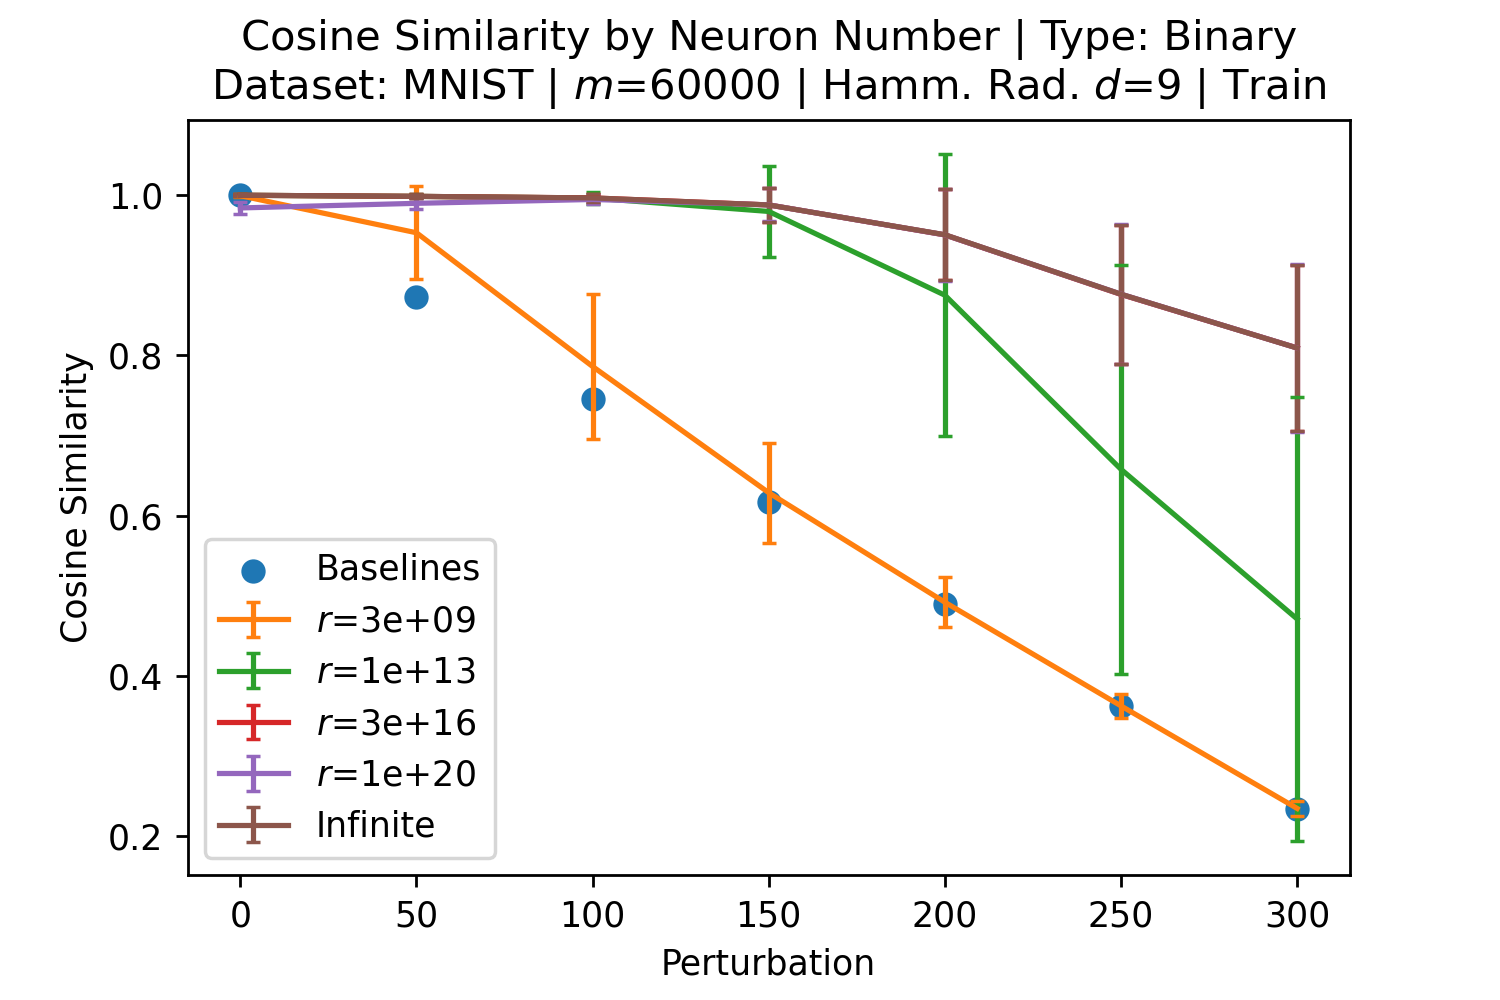 Cosine Similarity by Neuron Number | Type: Binary
Dataset: MNIST | m=60000 | Hamm. Rad. d=9 | Train
Cosine Similarity
1.0
0.8
0.6
0.4
0.2
Baselines
r=3e+09
r=1e+13
r=3e+16
r=1e+20
Infinite
0 50 100 150 200 250 300
Perturbation